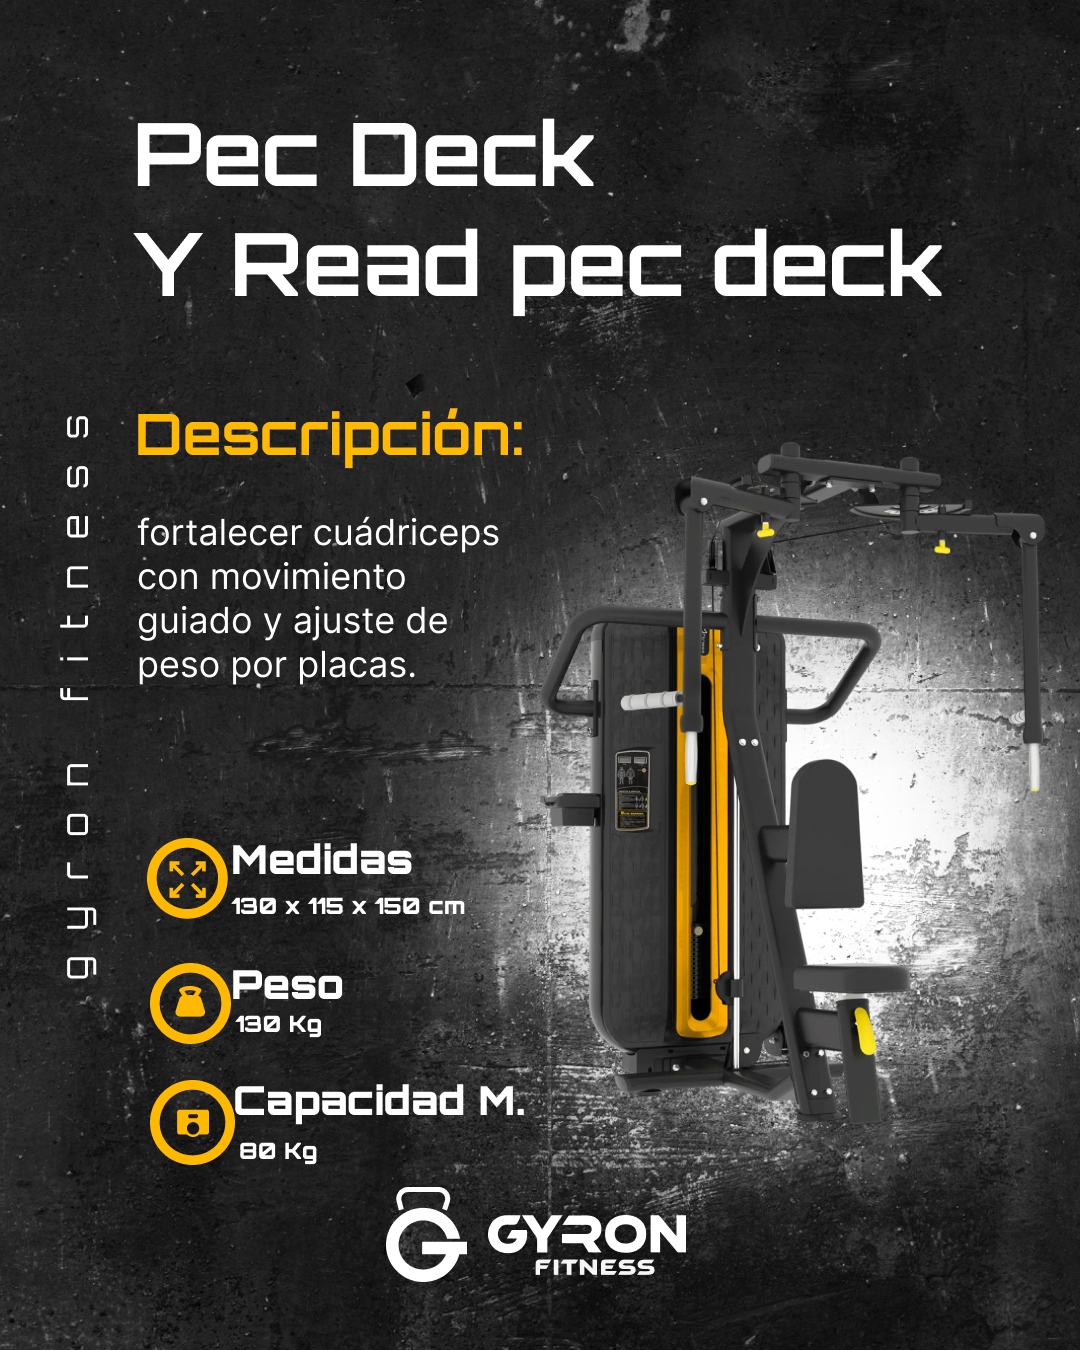 Pec Deck
Y Read pec deck
Descripción:
fortalecer cuádriceps
con movimiento
guiado y ajuste de
peso por placas.
gyron fitness
Medidas
130 x 115 x 150 cm
Peso
130 Kg
Capacidad M.
80 Kg
GYRON
FITNESS